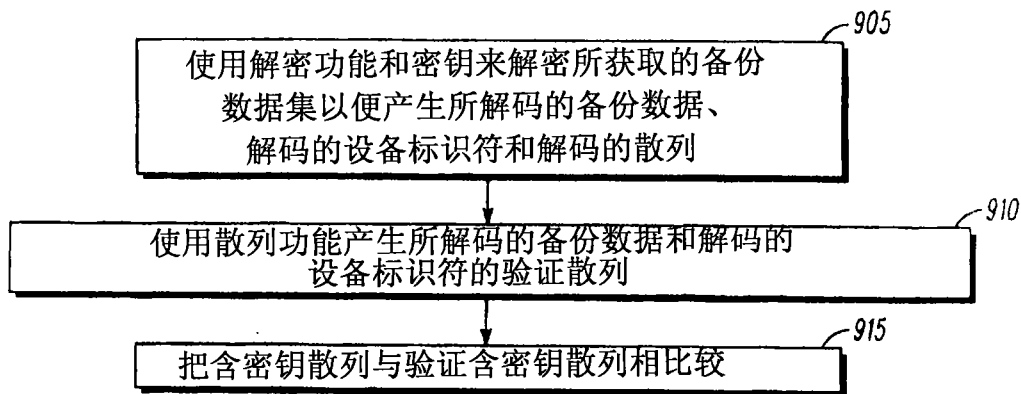 905
使用解密功能和密钥来解密所获取的备份
数据集以便产生所解码的备份数据、
解码的设备标识符和解码的散列
910
使用散列功能产生所解码的备份数据和解码的
设备标识符的验证散列
915
把含密钥散列与验证含密钥散列相比较